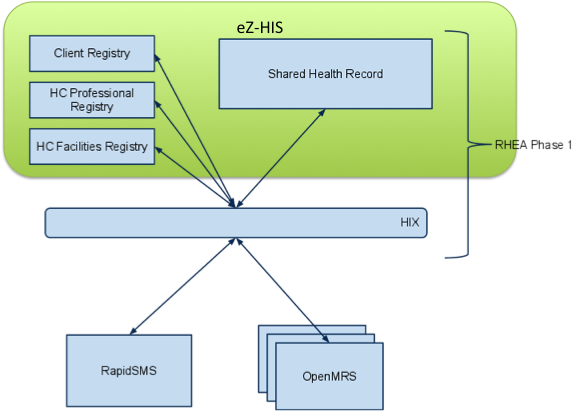 eZ-HIS
Client Registry
HC Professional
Registry
HC Facilities Registry
Shared Health Record
RHEA Phase 1
HIX
RapidSMS
OpenMRS